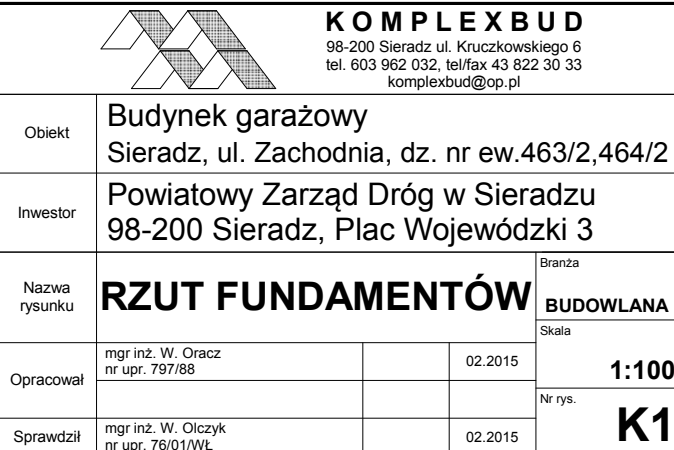 KOMPLEXBUD
98-200 Sieradz ul. Kruczkowskiego 6
tel. 603 962 032, tel/fax 43 822 30 33
komplexbud@op.pl
Obiekt
Budynek garażowy
Sieradz, ul. Zachodnia, dz. nr ew.463/2,464/2
Inwestor
Powiatowy Zarząd Dróg w Sieradzu
98-200 Sieradz, Plac Wojewódzki 3
Nazwa
rysunku
RZUT FUNDAMENTÓW
Branża
BUDOWLANA
Skala
1:100
Opracował
mgr inż. W. Oracz
nr upr. 797/88
02.2015
Nr rys.
K1
Sprawdził
mgr inż. W. Olczyk
nr upr. 76/01/WŁ
02.2015